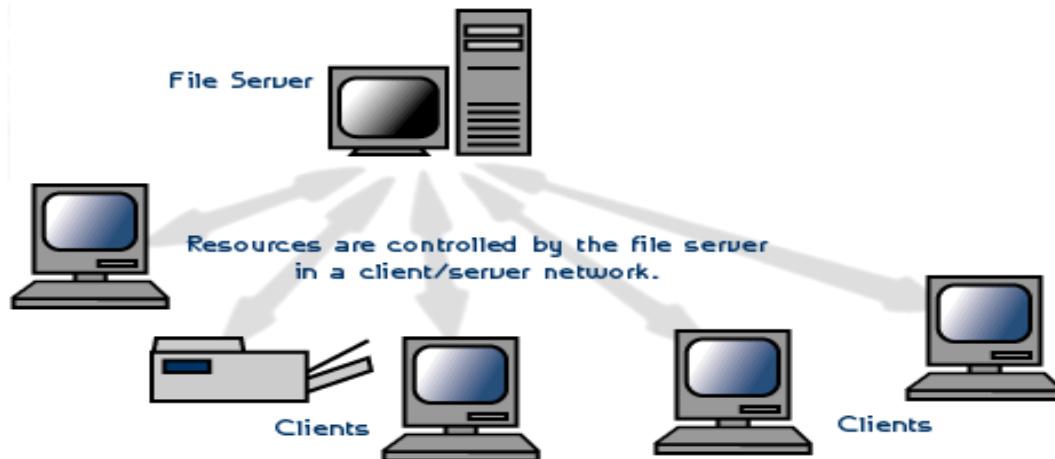 File Server
Resources are controlled by the file server
in a client/server network.
Clients
Clients